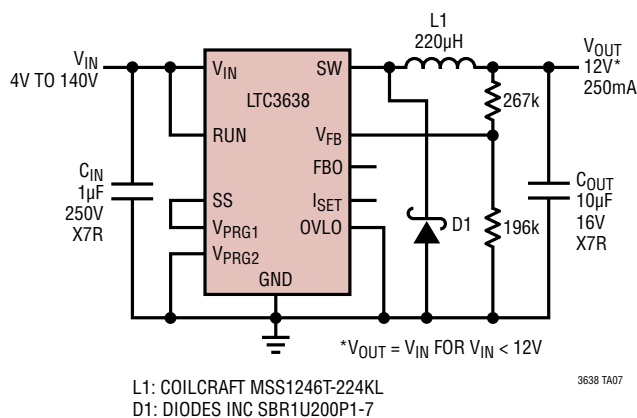 L1
220µH
VIN
4V TO 140V
VOUT
12V*
250mA
VIN
SW
LTC3638
267k
RUN
VFB
FBO
CIN
1µF
250V
X7R
SS
ISET
VPRG1
OVLO
VPRG2
GND
D1
196k
COUT
10µF
16V
X7R
*VOUT = VIN FOR VIN < 12V
3638 TA07
L1: COILCRAFT MSS1246T-224KL
D1: DIODES INC SBR1U200P1-7